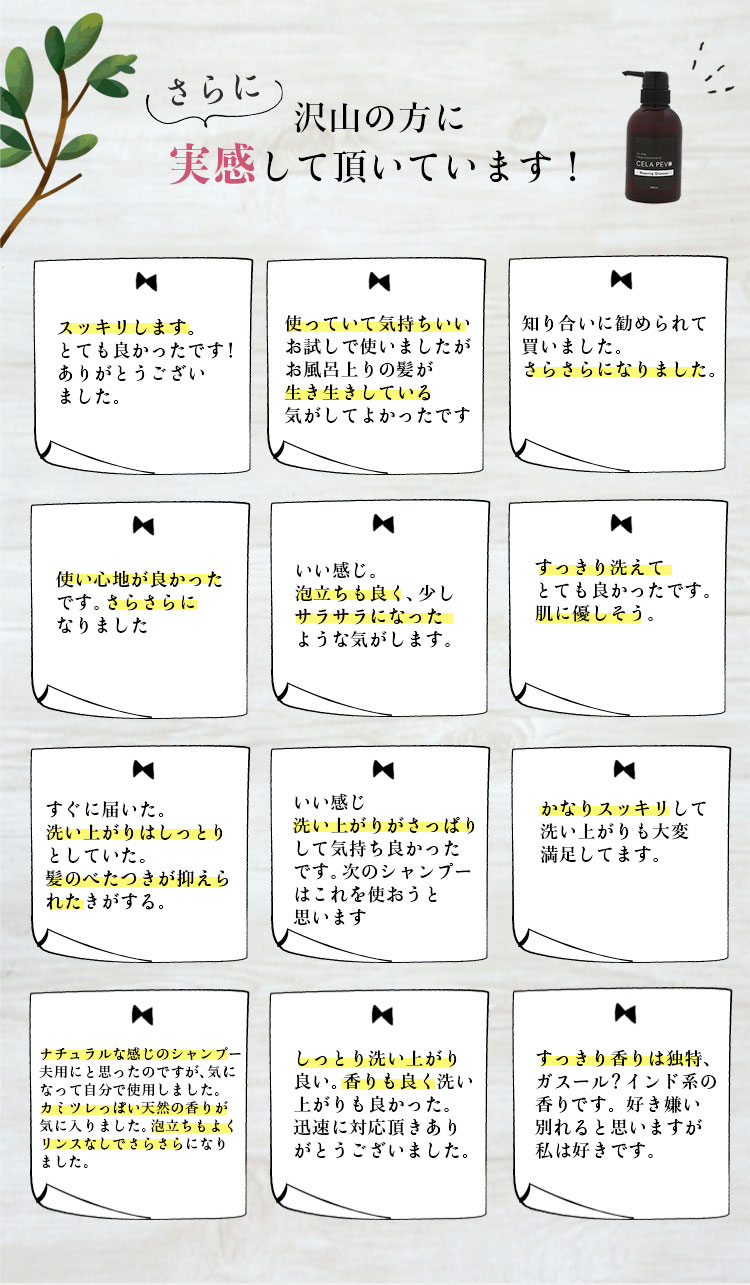 さらに
沢山の方に
実感して頂いています！
CELA PEVO
スッキリします。
とても良かったです！
ありがとうござい
ました。
使っていて気持ちいい
お試しで使いましたが
お風呂上りの髪が
生き生きしている
気がしてよかったです
知り合いに勧められて
買いました。
さらさらになりました。
使い心地が良かった
です。さらさらに
なりました
いい感じ。
泡立ちも良く、少し
サラサラになった
ような気がします。
すっきり洗えて
とても良かったです。
肌に優しそう。
すぐに届いた。
洗い上がりはしっとり
としていた。
髪のべたつきが抑えら
れたきがする。
いい感じ
洗い上がりがさっぱり
して気持ち良かった
です。次のシャンプー
はこれを使おうと
思います
かなりスッキリして
洗い上がりも大変
満足してます。
ナチュラルな感じのシャンプー
夫用にと思ったのですが、気に
なって自分で使用しました。
カミツレっぽい天然の香りが
気に入りました。泡立ちもよく
リンスなしでさらさらになり
ました。
しっとり洗い上がり
良い。香りも良く洗い
上がりも良かった。
迅速に対応頂きあり
がとうございました。
すっきり香りは独特、
ガスール？インド系の
香りです。好き嫌い
別れると思いますが
私は好きです。